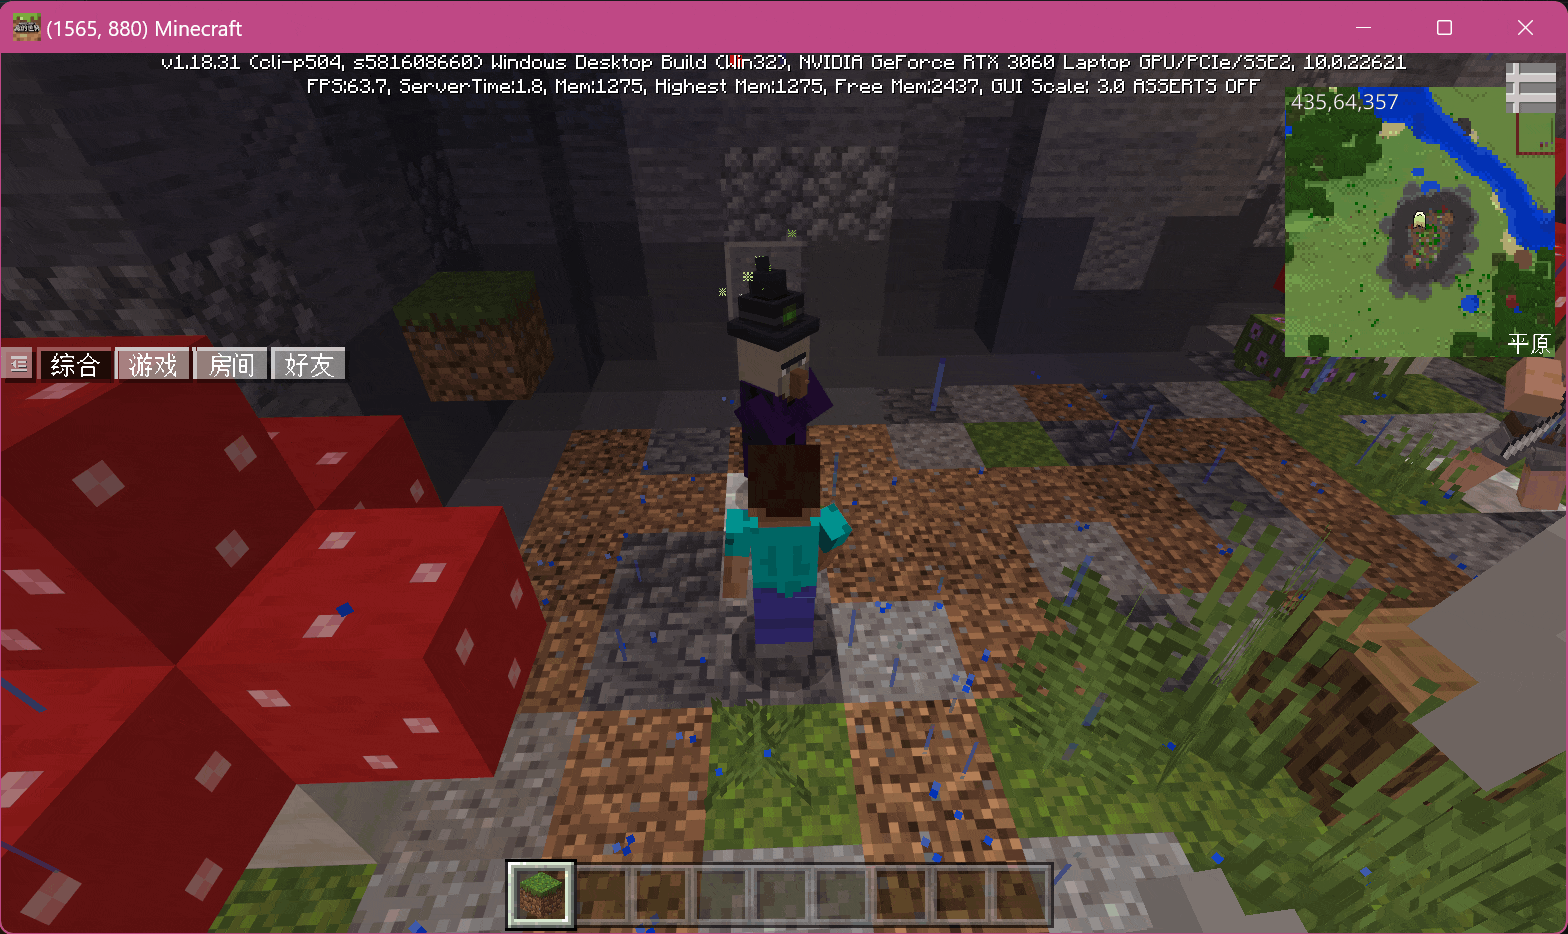 (1565, 880) Minecraft
v1.18.31 (cli-p504, s581608660) Windows Desktop Build (Win32), NVIDIA GeForce RTX 3060 Laptop GPU/PCIe/SSE2, 10.0.22621
FPS:63.7, ServerTime:1.8, Mem:1275, Highest Mem:1275, Free Mem:2437, GUI Scale: 3.0 ASSERTS OFF
435,64,357
平原
综合 游戏 房间 好友